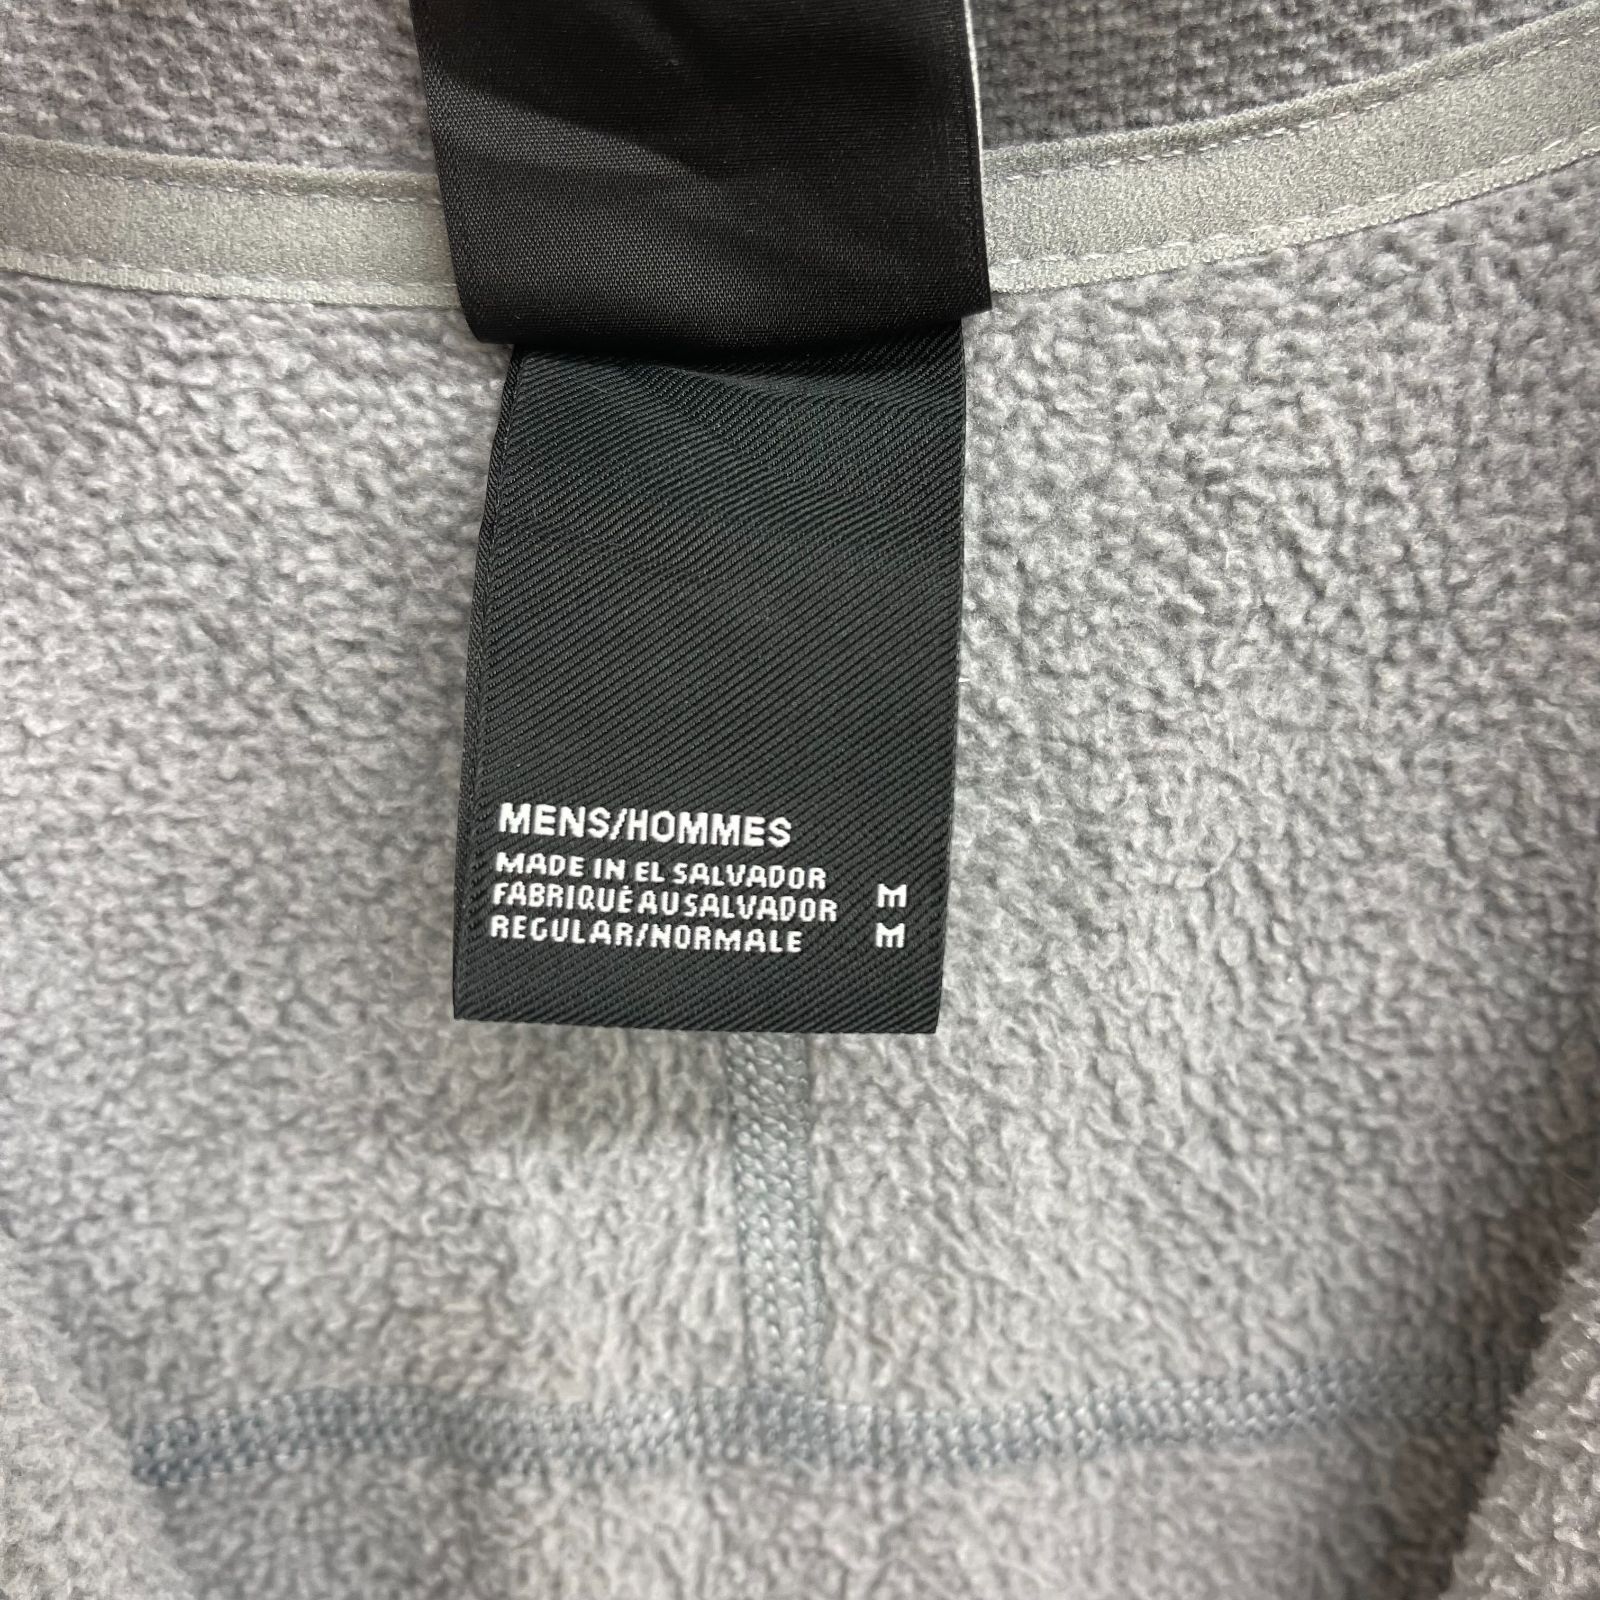 MENS/HOMMES
MADE IN EL SALVADOR
FABRIQUÉ AU SALVADOR M
REGULAR/NORMALE M